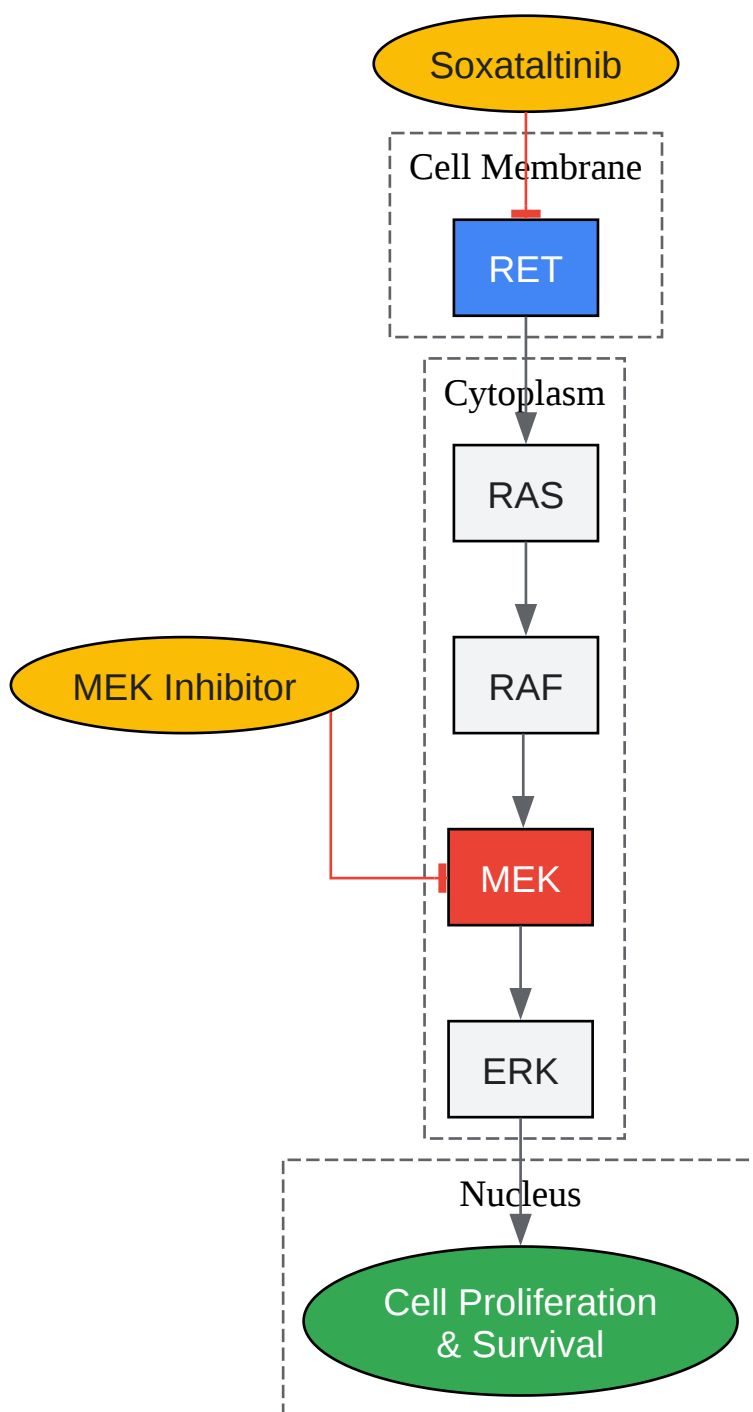 Soxataltinib
Cell Membrane
RET
Cytoplasm
RAS
RAF
MEK Inhibitor
MEK
ERK
Nucleus
Cell Proliferation
& Survival